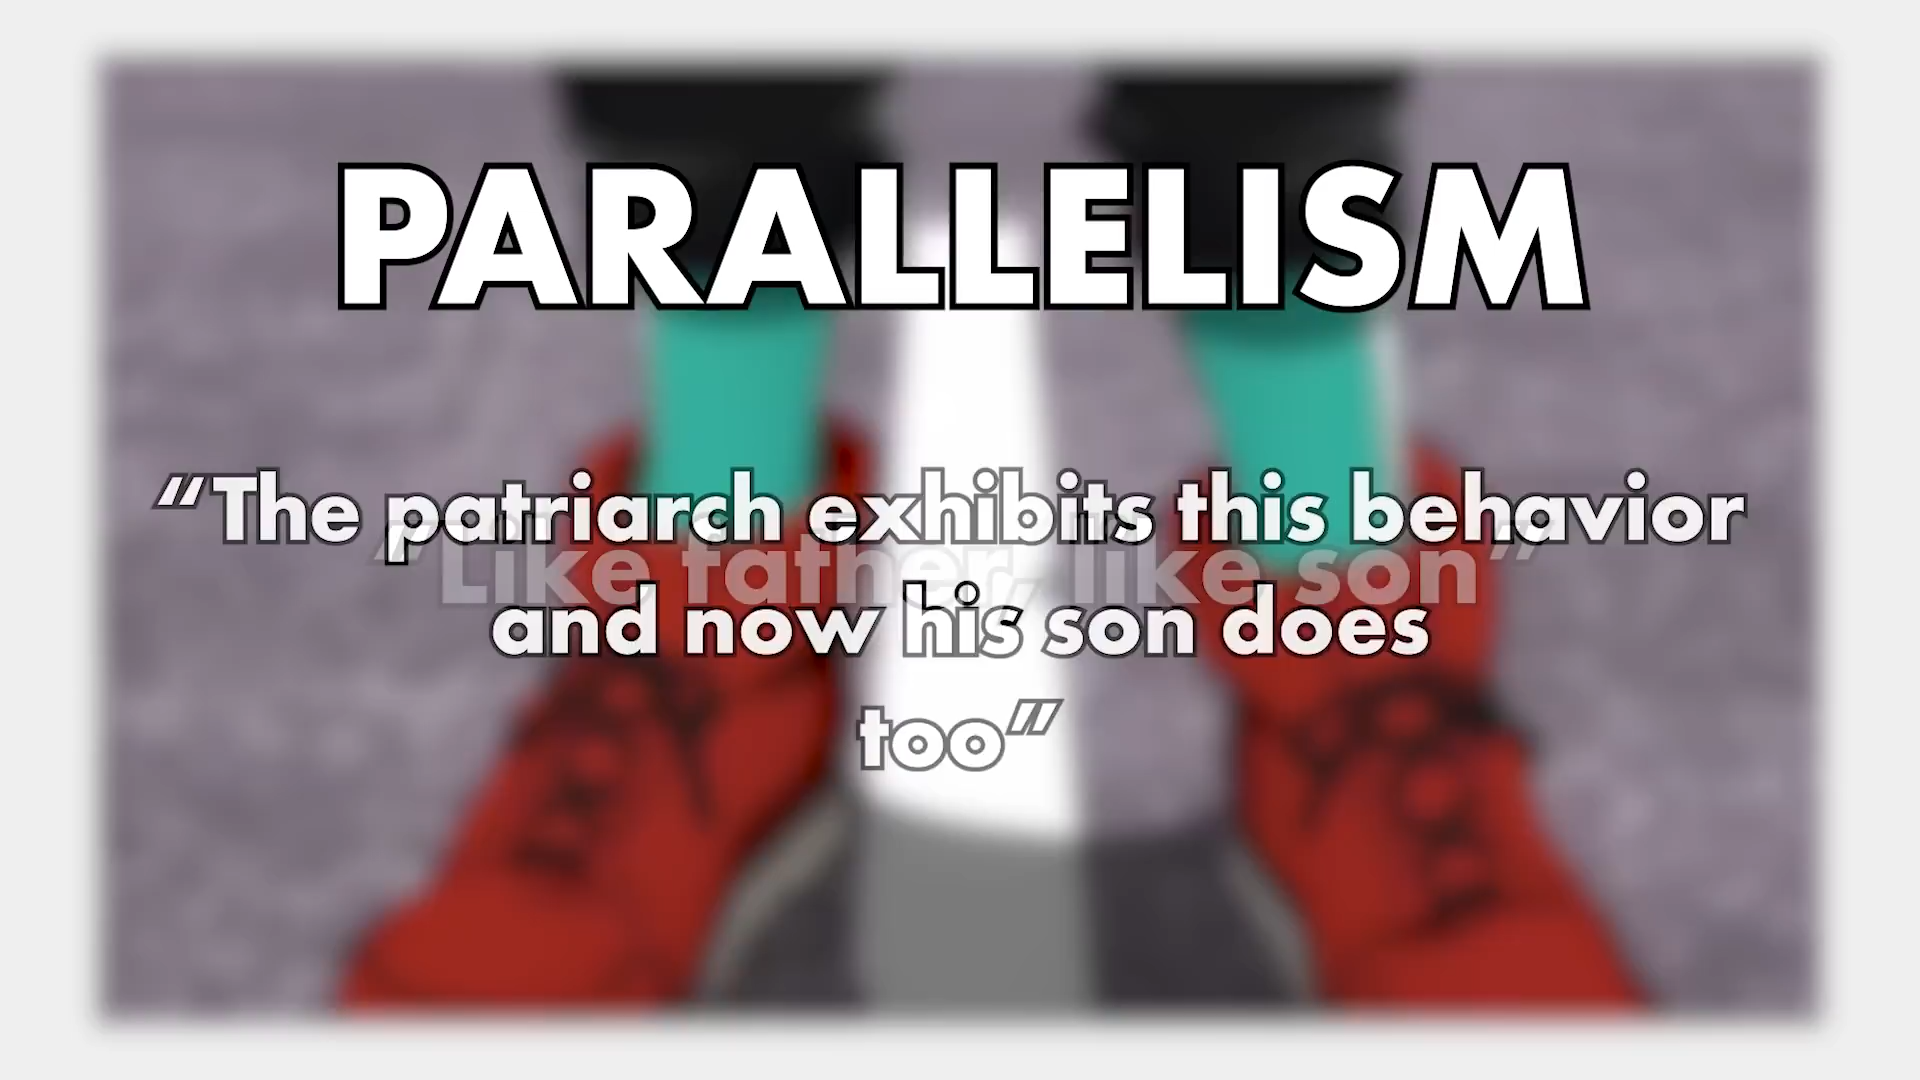 PARALLELISM
“The patriarch exhibits this behavior
“Like father, like son”
and now his son does
too”